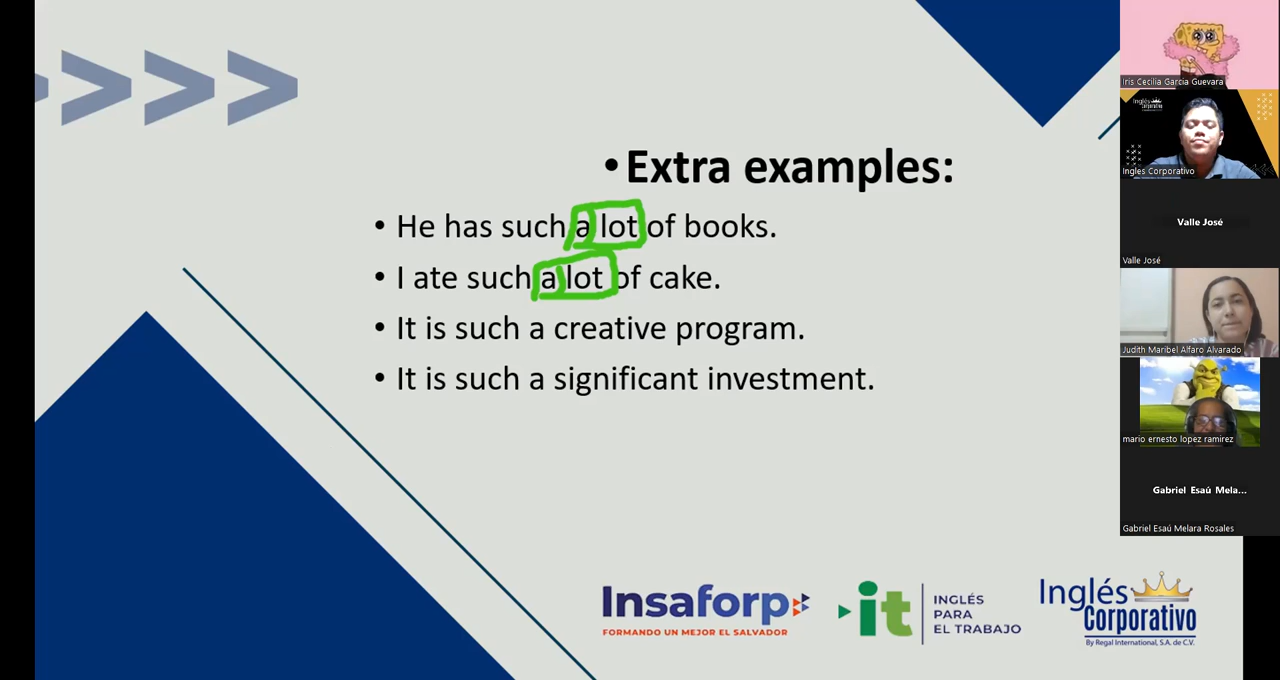 •Extra examples:
• He has such a lot of books.
• I ate such a lot of cake.
• It is such a creative program.
• It is such a significant investment.
Insaforp
FORMANDO UN MEJOR EL SALVADOR
it
INGLÉS
PARA
EL TRABAJO
Inglés
Corporativo
By Regal International, S.A. de C.V.
Iris Cecilia Garcia Guevara
Inglés
Corporativo
Ingles Corporativo
Valle José
Valle José
Judith Maribel Alfaro Alvarado
mario ernesto lopez ramirez
Gabriel Esaú Mela...
Gabriel Esaú Melara Rosales